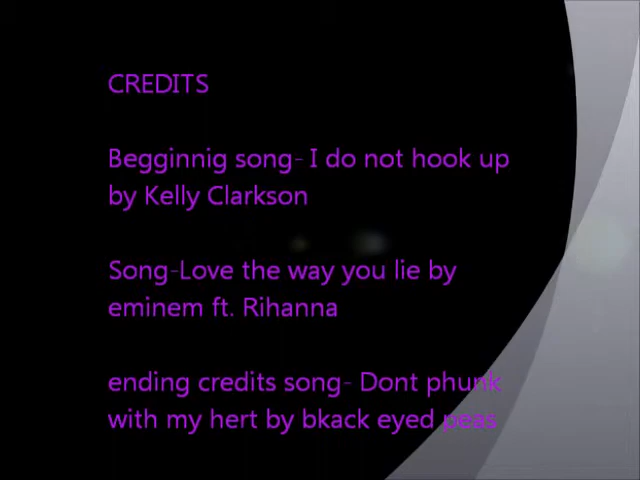 CREDITS
Begginnig song- I do not hook up
by Kelly Clarkson
Song-Love the way you lie by
eminem ft. Rihanna
ending credits song- Dont phunk
with my hert by bkack eyed peas